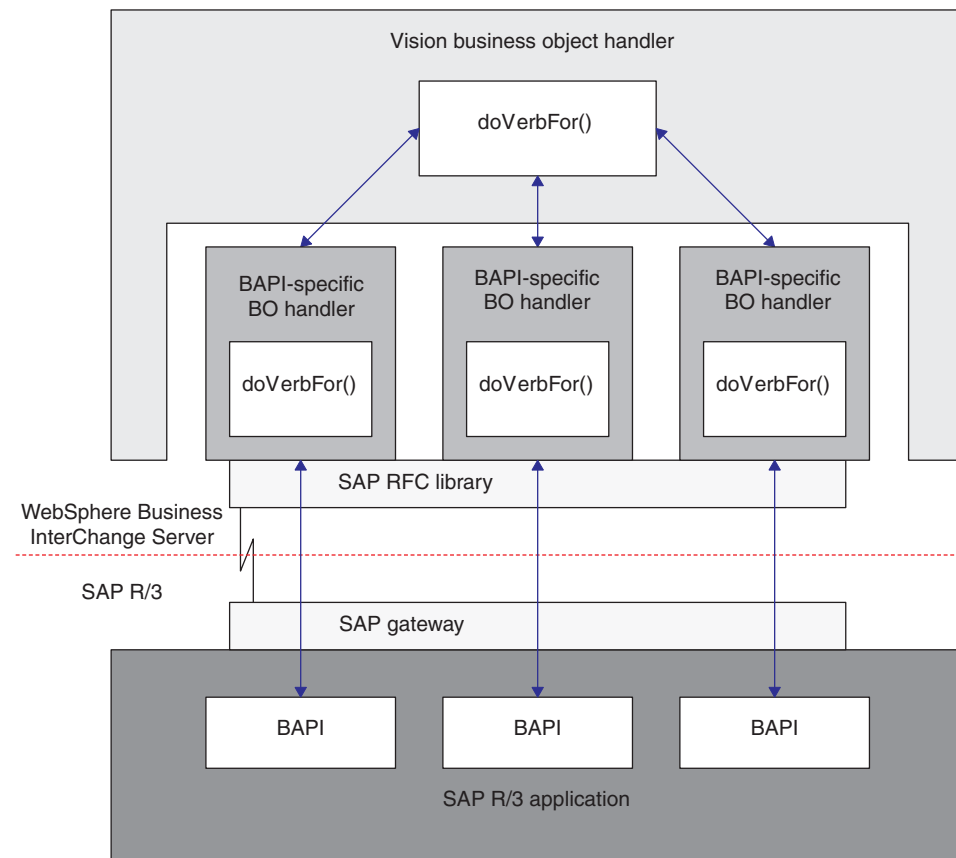 Vision business object handler
doVerbFor()
BAPI-specific
BO handler
doVerbFor()
BAPI-specific
BO handler
doVerbFor()
BAPI-specific
BO handler
doVerbFor()
SAP RFC library
WebSphere Business
InterChange Server
SAP R/3
SAP gateway
BAPI
BAPI
BAPI
SAP R/3 application